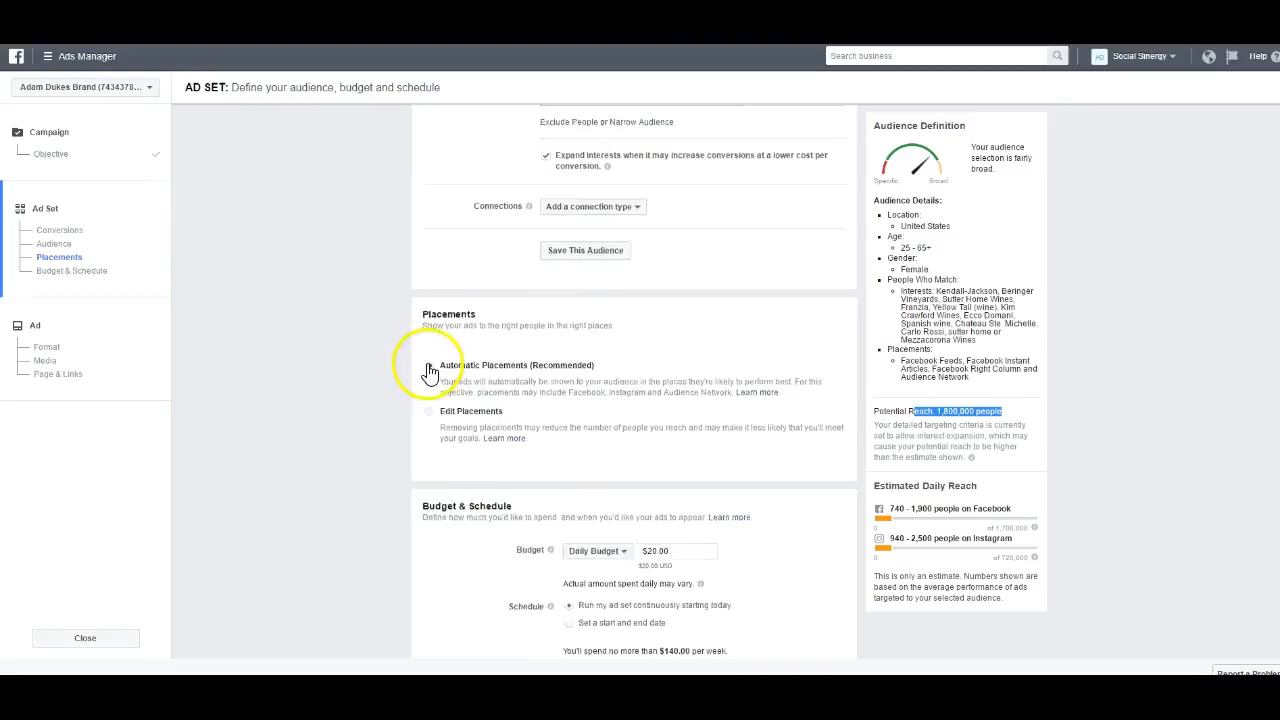 Ads Manager
Search business
AD
Social Sinergy
Help
Adam Dukes Brand (7434378...
AD SET: Define your audience, budget and schedule
Campaign
Objective
Ad Set
Conversions
Audience
Placements
Budget & Schedule
Ad
Format
Media
Page & Links
Close
Exclude People or Narrow Audience
Expand interests when it may increase conversions at a lower cost per
conversion.
Connections
Add a connection type
Save This Audience
Placements
Show your ads to the right people in the right places
Automatic Placements (Recommended)
Your ads will automatically be shown to your audience in the places they're likely to perform best. For this
objective, placements may include Facebook, Instagram and Audience Network. Learn more.
Edit Placements
Removing placements may reduce the number of people you reach and may make it less likely that you'll meet
your goals. Learn more.
Budget & Schedule
Define how much you'd like to spend, and when you'd like your ads to appear. Learn more.
Budget
Daily Budget
$20.00
$20.00 USD
Actual amount spent daily may vary.
Schedule
Run my ad set continuously starting today
Set a start and end date
You'll spend no more than $140.00 per week.
Audience Definition
Your audience
selection is fairly
broad.
Specific
Broad
Audience Details:
Location:
United States
Age:
25 - 65+
Gender:
Female
People Who Match:
Interests: Kendall-Jackson, Beringer
Vineyards, Sutter Home Wines,
Franzia, Yellow Tail (wine), Kim
Crawford Wines, Ecco Domani,
Spanish wine, Chateau Ste. Michelle,
Carlo Rossi, sutter home or
Mezzacorona Wines
Placements:
Facebook Feeds, Facebook Instant
Articles, Facebook Right Column and
Audience Network
Potential Reach: 1,800,000 people
Your detailed targeting criteria is currently
set to allow interest expansion, which may
cause your potential reach to be higher
than the estimate shown.
Estimated Daily Reach
740 - 1,900 people on Facebook
0
of 1,700,000
940 - 2,500 people on Instagram
0
of 720,000
This is only an estimate. Numbers shown are
based on the average performance of ads
targeted to your selected audience.
Report a Problem